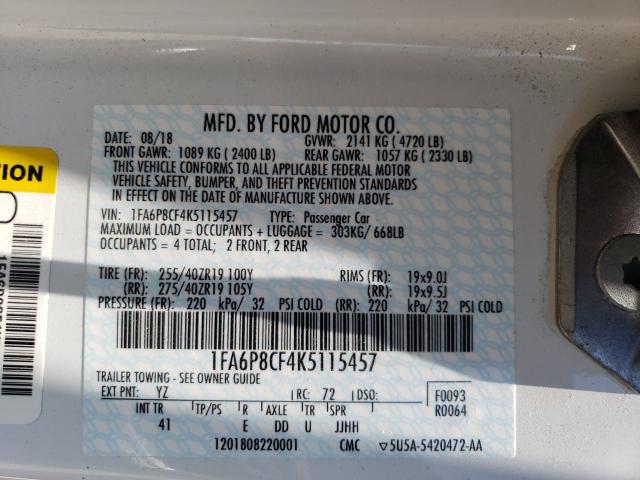 MFD. BY FORD MOTOR CO.
DATE: 08/18 GVWR: 2141 KG ( 4720 LB)
FRONT GAWR: 1089 KG ( 2400 LB) REAR GAWR: 1057 KG ( 2330 LB)
THIS VEHICLE CONFORMS TO ALL APPLICABLE FEDERAL MOTOR
VEHICLE SAFETY, BUMPER, AND THEFT PREVENTION STANDARDS
IN EFFECT ON THE DATE OF MANUFACTURE SHOWN ABOVE.
VIN: 1FA6P8CF4K5115457 TYPE: Passenger Car
MAXIMUM LOAD = OCCUPANTS + LUGGAGE = 303KG/ 668LB
OCCUPANTS = 4 TOTAL; 2 FRONT, 2 REAR
TIRE (FR): 255/40ZR19 100Y RIMS (FR): 19x9.0J
(RR): 275/40ZR19 105Y (RR): 19x9.5J
PRESSURE (FR): 220 kPa/ 32 PSI COLD (RR): 220 kPa/ 32 PSI COLD
1FA6P8CF4K5115457
TRAILER TOWING - SEE OWNER GUIDE
EXT PNT: YZ RC: 72 DSO: F0093
INT TR TP/PS R AXLE TR SPR R0064
41 E DD U JJHH
1201808220001 CMC ▽5U5A-5420472-AA